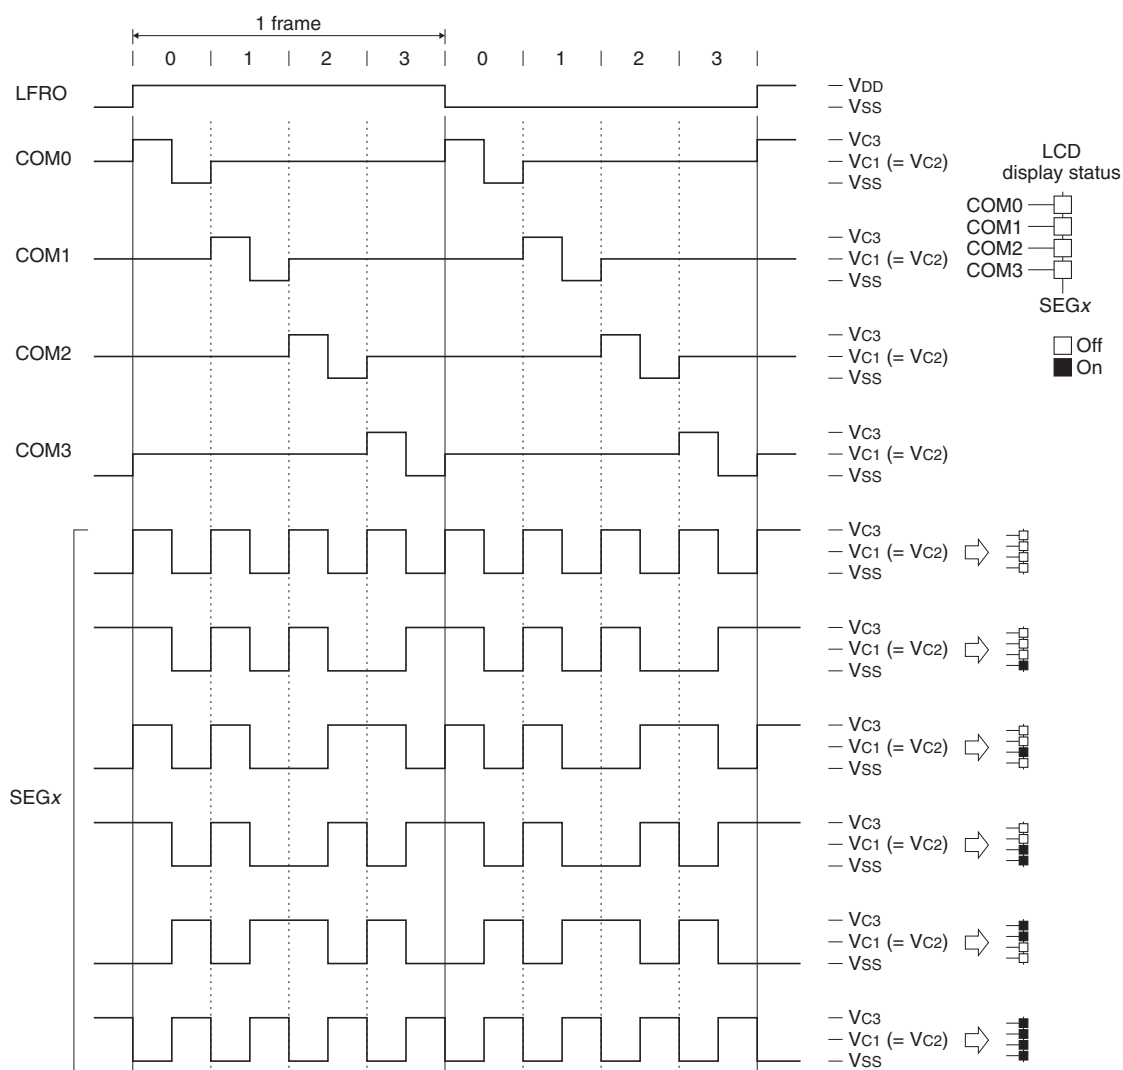 1 frame
0 1 2 3 0 1 2 3
LFRO
VDD
VSS
COM0
VC3
VC1 (= VC2)
VSS
LCD
display status
COM0
COM1
COM2
COM3
SEGx
Off
On
COM1
VC3
VC1 (= VC2)
VSS
COM2
VC3
VC1 (= VC2)
VSS
COM3
VC3
VC1 (= VC2)
VSS
SEGx
VC3
VC1 (= VC2)
VSS
VC3
VC1 (= VC2)
VSS
VC3
VC1 (= VC2)
VSS
VC3
VC1 (= VC2)
VSS
VC3
VC1 (= VC2)
VSS
VC3
VC1 (= VC2)
VSS